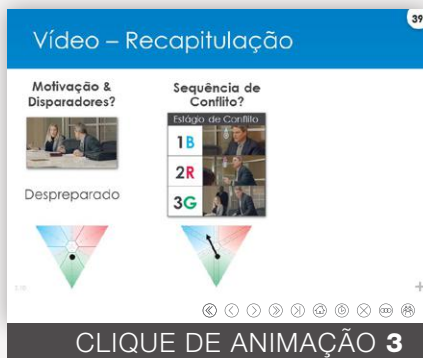 39
Vídeo – Recapitulação
Motivação &
Disparadores?
Despreparado
Sequência de
Conflito?
Estágio de Conflito
1B
2R
3G
CLIQUE DE ANIMAÇÃO 3